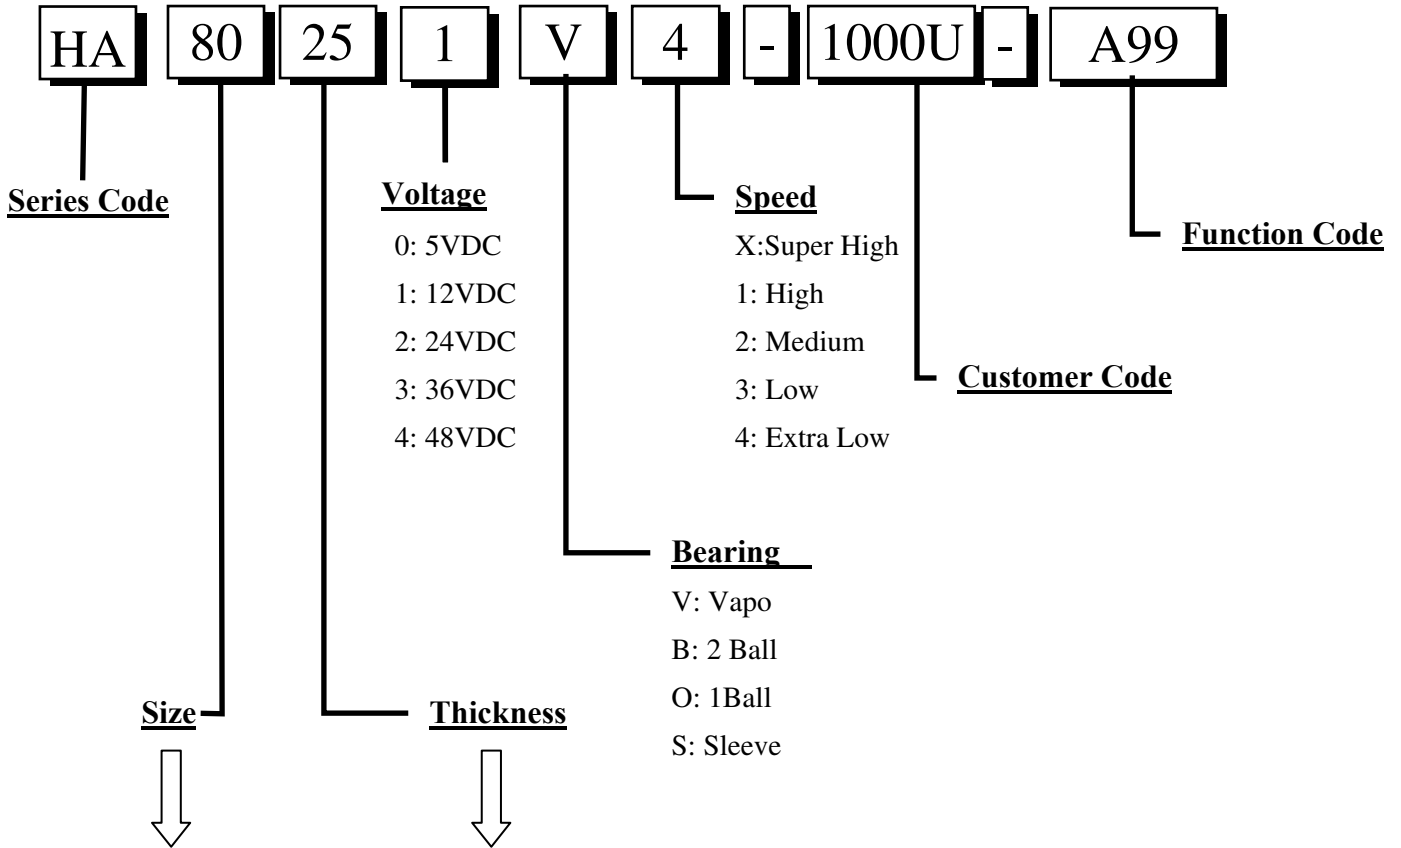 HA 80 25 1 V 4 - 1000U - A99
Series Code
Voltage
0: 5VDC
1: 12VDC
2: 24VDC
3: 36VDC
4: 48VDC
Speed
X:Super High
1: High
2: Medium
3: Low
4: Extra Low
Function Code
Customer Code
Bearing
V: Vapo
B: 2 Ball
O: 1Ball
S: Sleeve
Size
Thickness